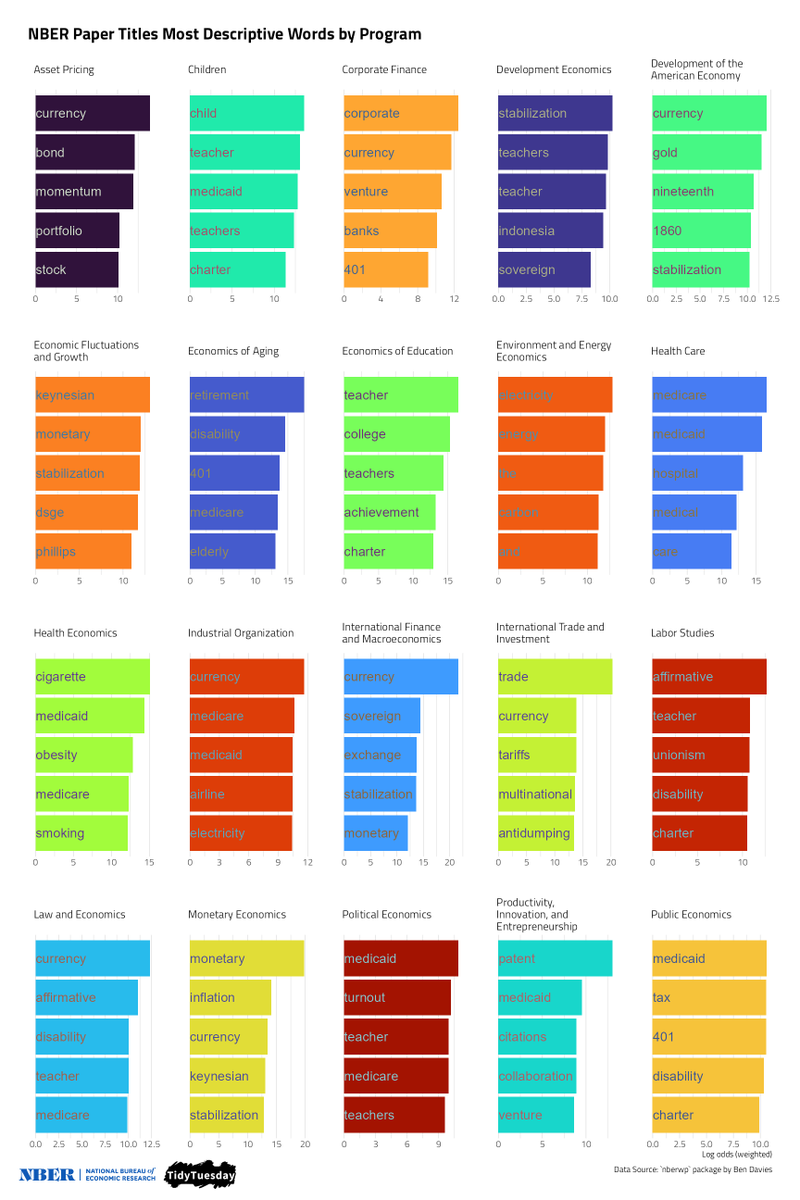 NBER Paper Titles Most Descriptive Words by Program
Asset Pricing
currency
bond
momentum
portfolio
stock
0 5 10
Children
child
teacher
medicaid
teachers
charter
0 5 10
Corporate Finance
corporate
currency
venture
banks
401
0 4 8 12
Development Economics
stabilization
teachers
teacher
indonesia
sovereign
0.0 2.5 5.0 7.5 10.0
Development of the
American Economy
currency
gold
nineteenth
1860
stabilization
0.0 2.5 5.0 7.5 10.0 12.5
Economic Fluctuations
and Growth
keynesian
monetary
stabilization
dsge
phillips
0 5 10
Economics of Aging
retirement
disability
401
medicare
elderly
0 5 10 15
Economics of Education
teacher
college
teachers
achievement
charter
0 5 10 15
Environment and Energy
Economics
electricity
energy
carbon
0 5 10
Health Care
medicare
medicaid
hospital
medical
care
0 5 10 15
Health Economics
cigarette
medicaid
obesity
medicare
smoking
0 5 10 15
Industrial Organization
currency
medicare
medicaid
airline
electricity
0 3 6 9 12
International Finance
and Macroeconomics
currency
sovereign
exchange
stabilization
monetary
0 5 10 15 20
International Trade and
Investment
trade
currency
tariffs
multinational
antidumping
0 5 10 15 20
Labor Studies
affirmative
teacher
unionism
disability
charter
0 5 10
Law and Economics
currency
affirmative
disability
teacher
medicare
0.0 2.5 5.0 7.5 10.0 12.5
Monetary Economics
monetary
inflation
currency
keynesian
stabilization
0 5 10 15 20
Political Economics
medicaid
turnout
teacher
medicare
teachers
0 3 6 9
Productivity,
Innovation, and
Entrepreneurship
patent
medicaid
citations
collaboration
venture
0 5 10
Public Economics
medicaid
tax
401
disability
charter
0.0 2.5 5.0 7.5 10.0
Log odds (weighted)
NBER
NATIONAL BUREAU of
ECONOMIC RESEARCH
TidyTuesday
Data Source: `nberwp` package by Ben Davies